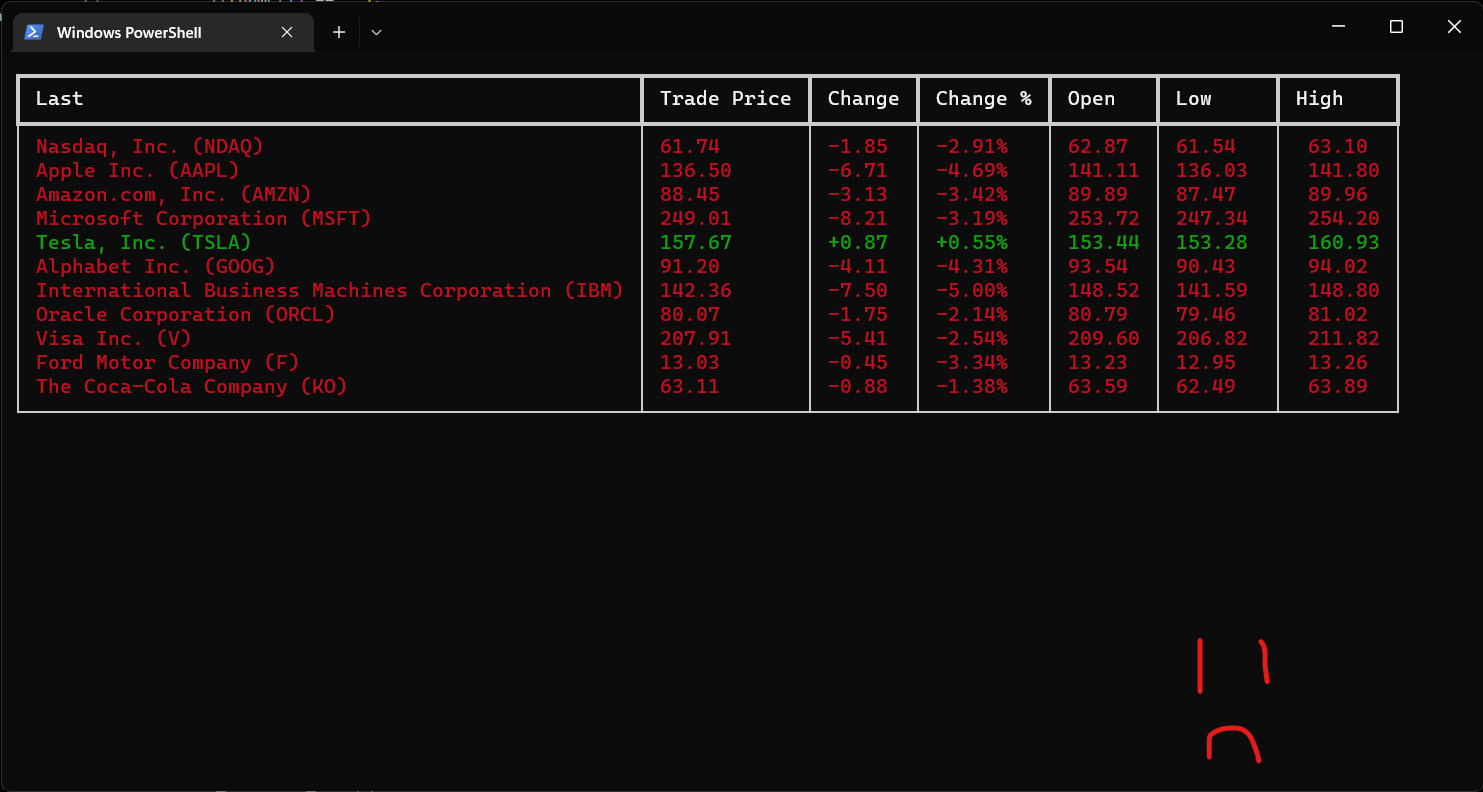 Windows PowerShell
Last Trade Price Change Change % Open Low High
Nasdaq, Inc. (NDAQ) 61.74 -1.85 -2.91% 62.87 61.54 63.10
Apple Inc. (AAPL) 136.50 -6.71 -4.69% 141.11 136.03 141.80
Amazon.com, Inc. (AMZN) 88.45 -3.13 -3.42% 89.89 87.47 89.96
Microsoft Corporation (MSFT) 249.01 -8.21 -3.19% 253.72 247.34 254.20
Tesla, Inc. (TSLA) 157.67 +0.87 +0.55% 153.44 153.28 160.93
Alphabet Inc. (GOOG) 91.20 -4.11 -4.31% 93.54 90.43 94.02
International Business Machines Corporation (IBM) 142.36 -7.50 -5.00% 148.52 141.59 148.80
Oracle Corporation (ORCL) 80.07 -1.75 -2.14% 80.79 79.46 81.02
Visa Inc. (V) 207.91 -5.41 -2.54% 209.60 206.82 211.82
Ford Motor Company (F) 13.03 -0.45 -3.34% 13.23 12.95 13.26
The Coca-Cola Company (KO) 63.11 -0.88 -1.38% 63.59 62.49 63.89